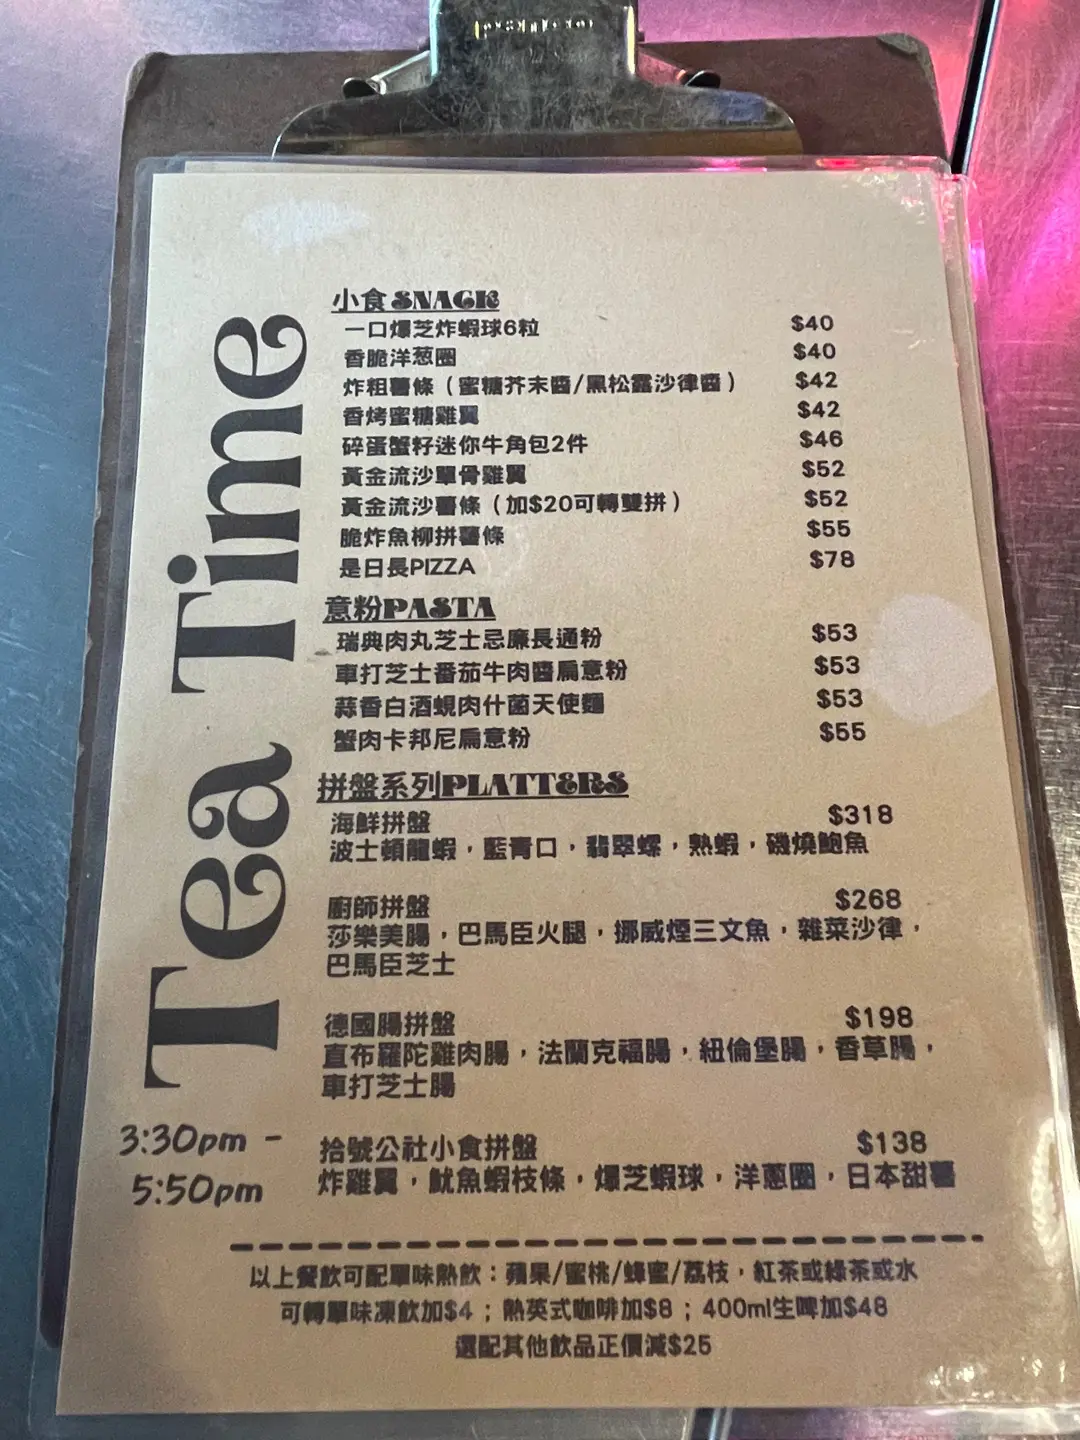 Tea Time
3:30pm -
5:50pm
小食 SNACK
一口爆芝炸蝦球6粒 $40
香脆洋葱圈 $40
炸粗薯條（蜜糖芥末醬/黑松露沙律醬） $42
香烤蜜糖雞翼 $42
碎蛋蟹籽迷你牛角包2件 $46
黃金流沙單骨雞翼 $52
黃金流沙薯條（加$20可轉雙拼） $52
脆炸魚柳拼薯條 $55
是日長PIZZA $78
意粉PASTA
瑞典肉丸芝士忌廉長通粉 $53
車打芝士番茄牛肉醬扁意粉 $53
蒜香白酒蜆肉什菌天使麵 $53
蟹肉卡邦尼扁意粉 $55
拼盤系列PLATTERS
海鮮拼盤 $318
波士頓龍蝦，藍青口，翡翠螺，熟蝦，磯燒鮑魚
廚師拼盤 $268
莎樂美腸，巴馬臣火腿，挪威煙三文魚，雜菜沙律，
巴馬臣芝士
德國腸拼盤 $198
直布羅陀雞肉腸，法蘭克福腸，紐倫堡腸，香草腸，
車打芝士腸
拾號公社小食拼盤 $138
炸雞翼，魷魚蝦枝條，爆芝蝦球，洋蔥圈，日本甜薯
以上餐飲可配單味熱飲：蘋果/蜜桃/蜂蜜/荔枝，紅茶或綠茶或水
可轉單味凍飲加$4；熱英式咖啡加$8；400ml生啤加$48
選配其他飲品正價減$25